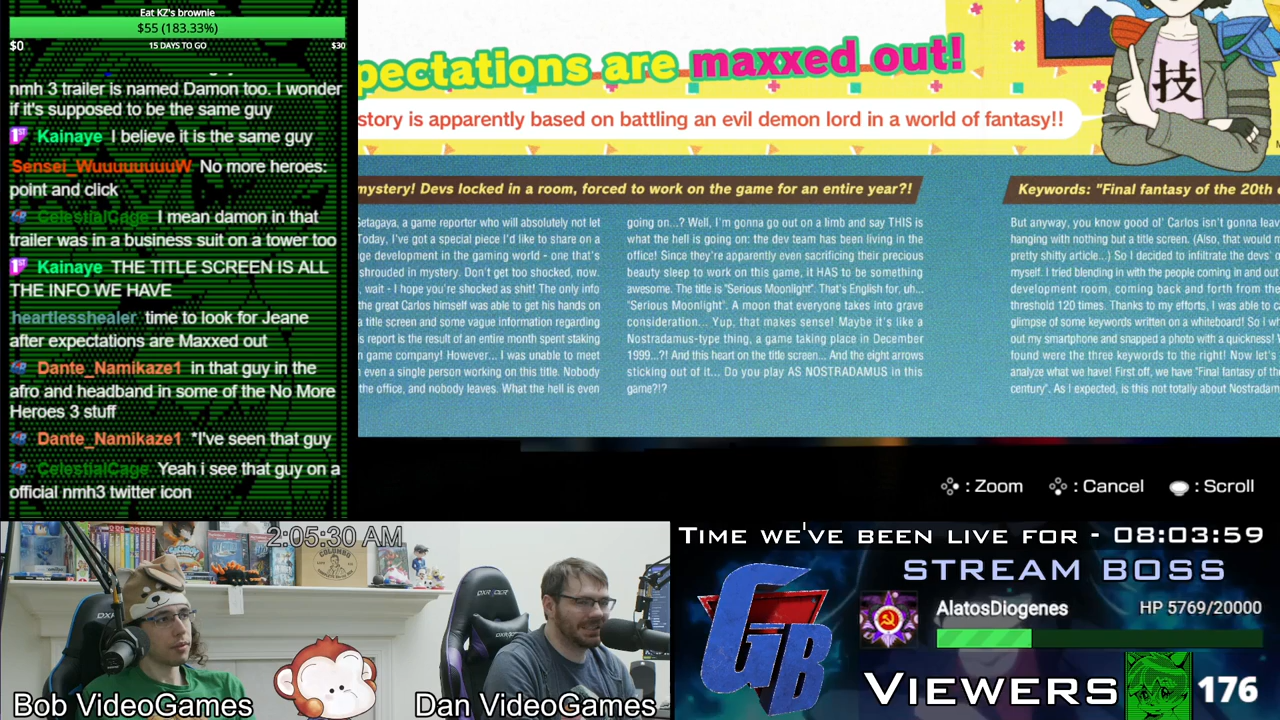 Eat KZ's brownie
$55 (183.33%)
$0 15 DAYS TO GO $30
nmh 3 trailer is named Damon too. I wonder
if it's supposed to be the same guy
1ST Kainaye I believe it is the same guy
Sensei_WuuuuuuuuW No more heroes:
point and click
CelestialCage I mean damon in that
trailer was in a business suit on a tower too
1ST Kainaye THE TITLE SCREEN IS ALL
THE INFO WE HAVE
heartlesshealer time to look for Jeane
after expectations are Maxxed out
Dante_Namikaze1 in that guy in the
afro and headband in some of the No More
Heroes 3 stuff
Dante_Namikaze1 *I've seen that guy
CelestialCage Yeah i see that guy on a
official nmh3 twitter icon
pectations are maxxed out!
story is apparently based on battling an evil demon lord in a world of fantasy!!
技
mystery! Devs locked in a room, forced to work on the game for an entire year?!
Setagaya, a game reporter who will absolutely not let
Today, I've got a special piece I'd like to share on a
ge development in the gaming world - one that's
shrouded in mystery. Don't get too shocked, now.
, wait - I hope you're shocked as shit! The only info
the great Carlos himself was able to get his hands on
a title screen and some vague information regarding
s report is the result of an entire month spent staking
n game company! However... I was unable to meet
even a single person working on this title. Nobody
the office, and nobody leaves. What the hell is even
going on...? Well, I'm gonna go out on a limb and say THIS is
what the hell is going on: the dev team has been living in the
office! Since they're apparently even sacrificing their precious
beauty sleep to work on this game, it HAS to be something
awesome. The title is "Serious Moonlight". That's English for, uh...
"Serious Moonlight". A moon that everyone takes into grave
consideration... Yup, that makes sense! Maybe it's like a
Nostradamus-type thing, a game taking place in December
1999...?! And this heart on the title screen... And the eight arrows
sticking out of it... Do you play AS NOSTRADAMUS in this
game?!?
Keywords: "Final fantasy of the 20th
But anyway, you know good ol' Carlos isn't gonna leav
hanging with nothing but a title screen. (Also, that would m
pretty shitty article...) So I decided to infiltrate the devs'
myself. I tried blending in with the people coming in and out
development room, coming back and forth from the
threshold 120 times. Thanks to my efforts, I was able to ca
glimpse of some keywords written on a whiteboard! So I wh
out my smartphone and snapped a photo with a quickness!
found were the three keywords to the right! Now let's
analyze what we have! First off, we have "Final fantasy of the
century". As I expected, is this not totally about Nostradam
: Zoom : Cancel : Scroll
2:05:30 AM
COLUMBO
DXRACER
Bob VideoGames
Dan VideoGames
TIME WE'VE BEEN LIVE FOR - 08:03:59
STREAM BOSS
AlatosDiogenes HP 5769/20000
GB
VIEWERS 176